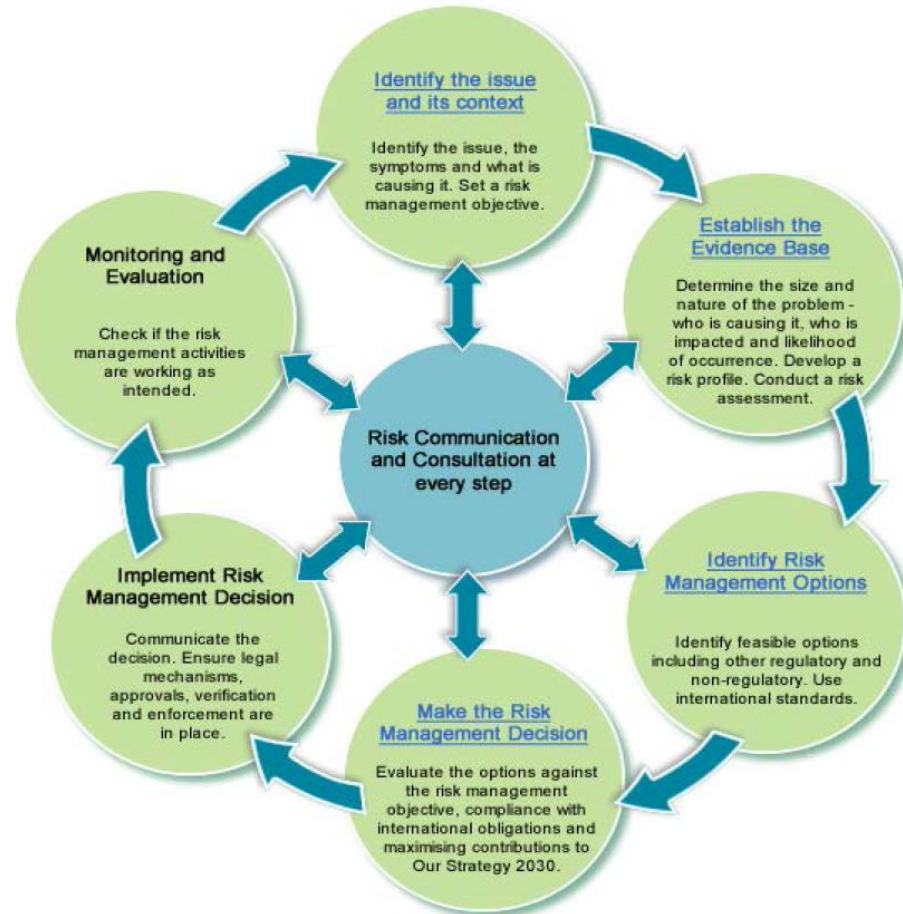 Identify the issue
and its context
Identify the issue, the
symptoms and what is
causing it. Set a risk
management objective.
Establish the
Evidence Base
Determine the size and
nature of the problem -
who is causing it, who is
impacted and likelihood
of occurrence. Develop a
risk profile. Conduct a risk
assessment.
Identify Risk
Management Options
Identify feasible options
including other regulatory and
non-regulatory. Use
international standards.
Make the Risk
Management Decision
Evaluate the options against
the risk management
objective, compliance with
international obligations and
maximising contributions to
Our Strategy 2030.
Implement Risk
Management Decision
Communicate the
decision. Ensure legal
mechanisms,
approvals, verification
and enforcement are
in place.
Monitoring and
Evaluation
Check if the risk
management activities
are working as
intended.
Risk Communication
and Consultation at
every step